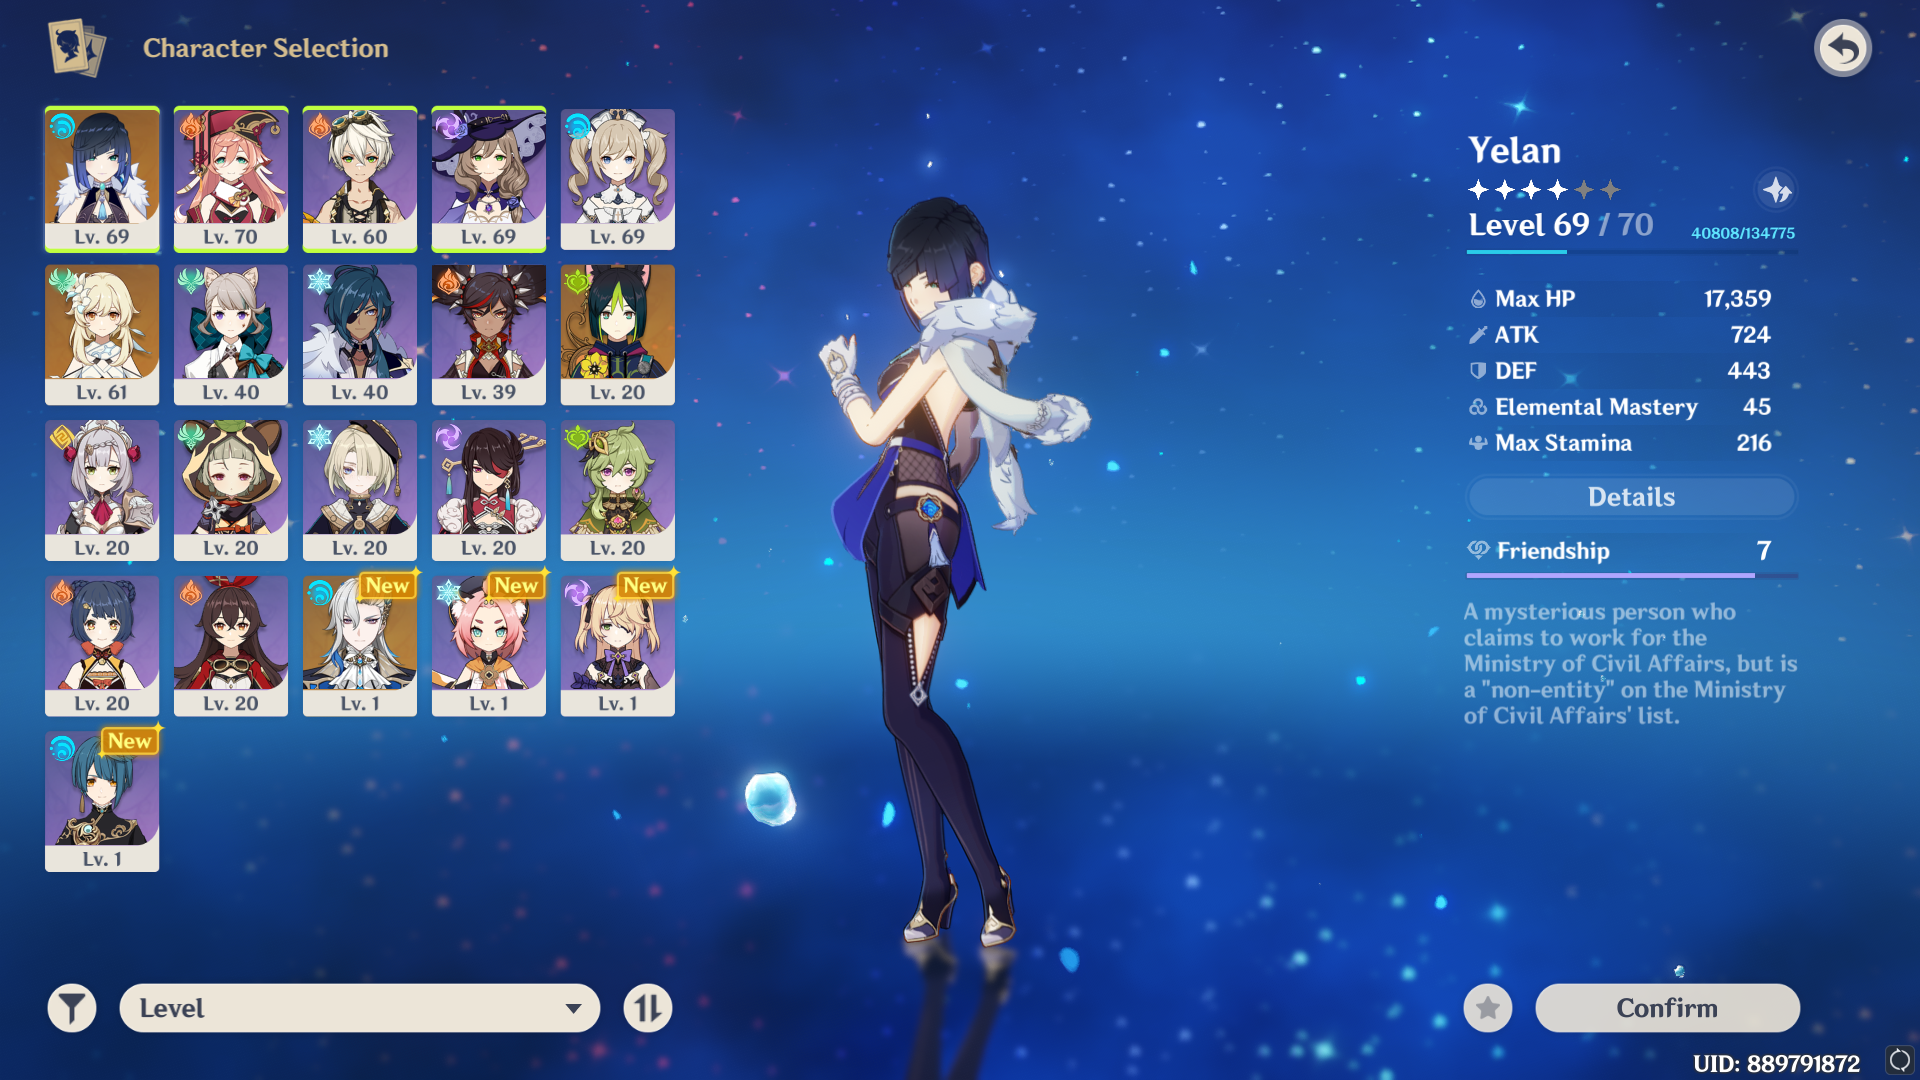 Character Selection
Lv. 69
Lv. 70
Lv. 60
Lv. 69
Lv. 69
Lv. 61
Lv. 40
Lv. 40
Lv. 39
Lv. 20
Lv. 20
Lv. 20
Lv. 20
Lv. 20
Lv. 20
New
New
New
Lv. 20
Lv. 20
Lv. 1
Lv. 1
Lv. 1
New
Lv. 1
Level
Yelan
Level 69 / 70
40808/134775
Max HP 17,359
ATK 724
DEF 443
Elemental Mastery 45
Max Stamina 216
Details
Friendship 7
A mysterious person who
claims to work for the
Ministry of Civil Affairs, but is
a "non-entity" on the Ministry
of Civil Affairs' list.
Confirm
UID: 889791872